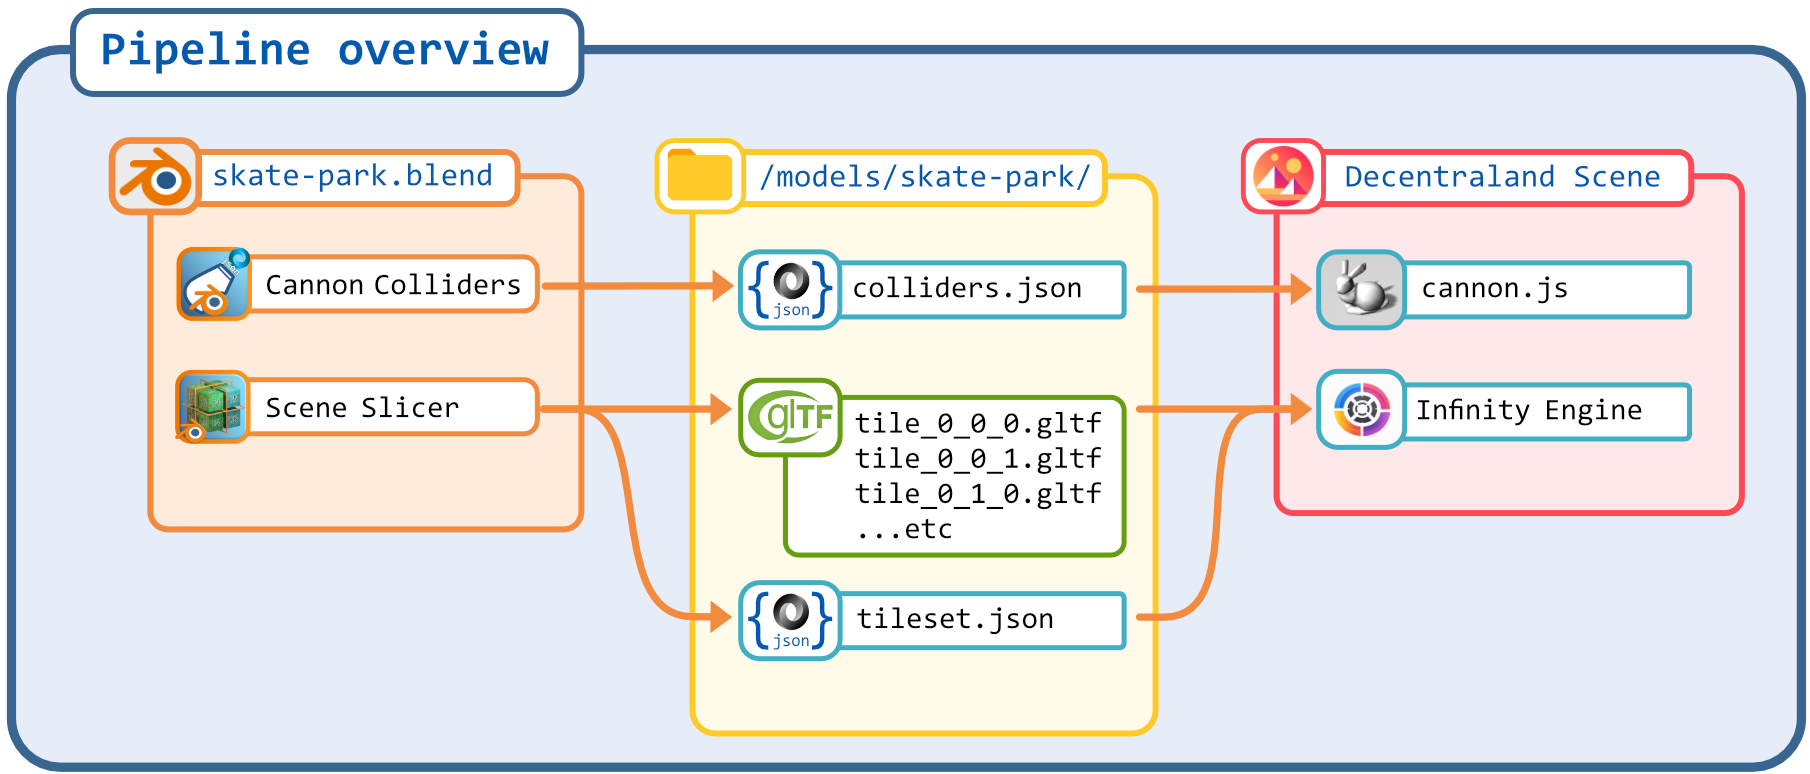 Pipeline overview
skate-park.blend
json
Cannon Colliders
Scene Slicer
/models/skate-park/
{ } json
colliders.json
glTF
tile_0_0_0.gltf
tile_0_0_1.gltf
tile_0_1_0.gltf
...etc
{ } json
tileset.json
Decentraland Scene
cannon.js
Infinity Engine